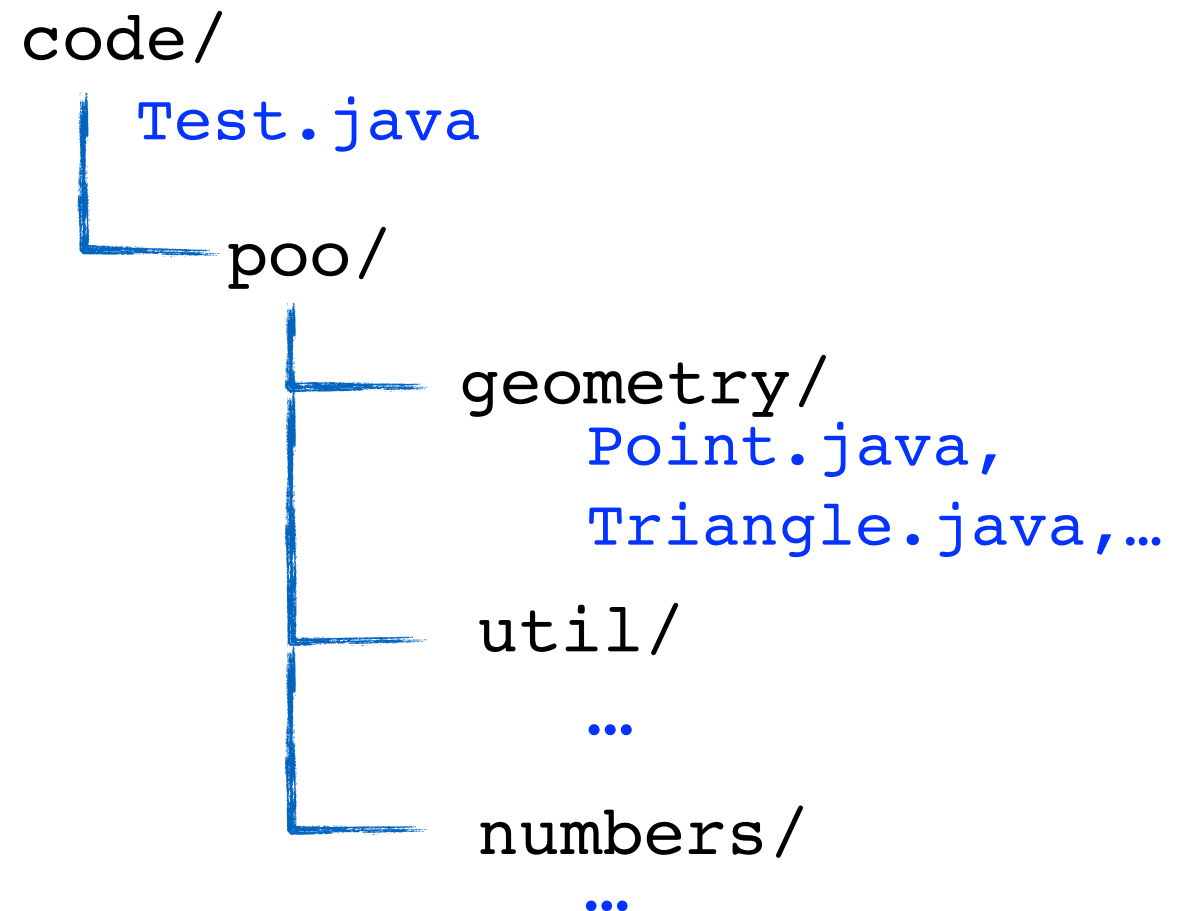 code/
Test.java
poo/
geometry/
Point.java,
Triangle.java,…
util/
…
numbers/
…